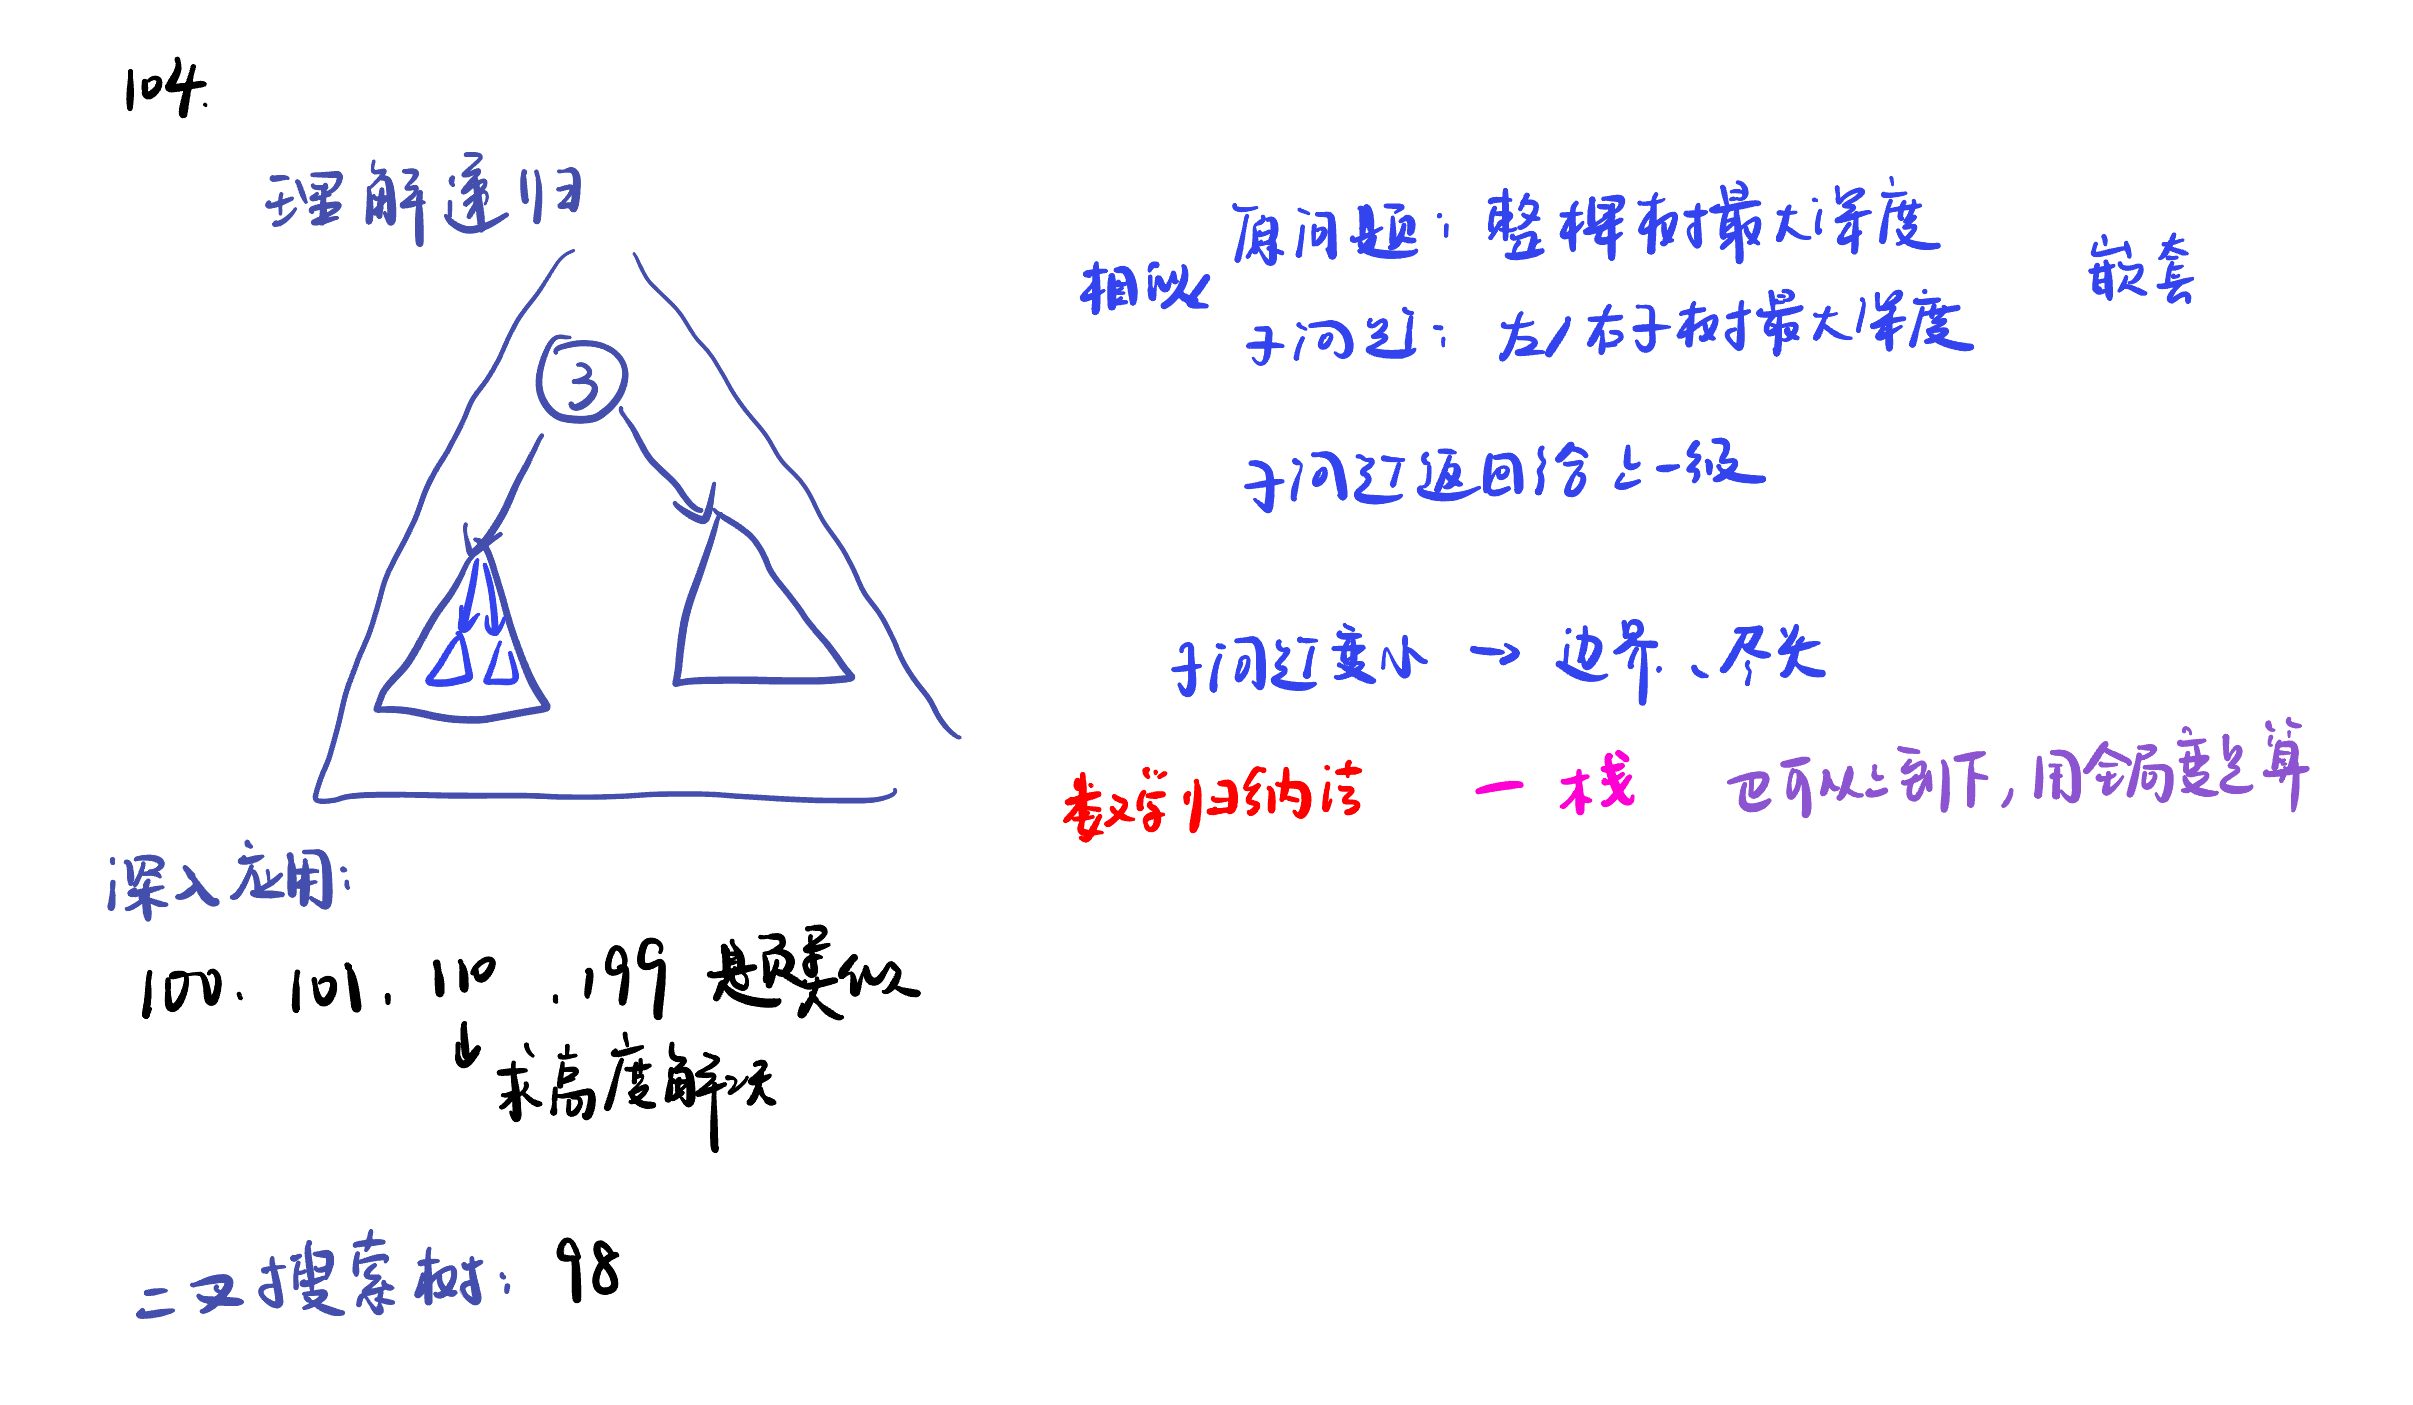 104.
理解递归
3
相似
原问题：整棵树最大深度
嵌套
子问题：左/右子树最大深度
子问题返回给上一级
子问题变小 → 边界、尽头
数学归纳法 — 栈 也可以上到下，用全局变量算
深入应用：
100. 101. 110 . 199 题类似
↓
求高度解决
二叉搜索树：98